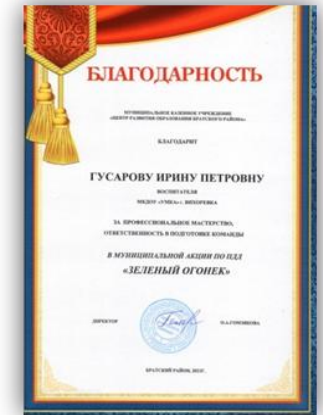 БЛАГОДАРНОСТЬ
МУНИЦИПАЛЬНОЕ КАЗЕННОЕ УЧРЕЖДЕНИЕ
«ЦЕНТР РАЗВИТИЯ ОБРАЗОВАНИЯ БРАТСКОГО РАЙОНА»
БЛАГОДАРИТ
ГУСАРОВУ ИРИНУ ПЕТРОВНУ
ВОСПИТАТЕЛЯ
МКДОУ «УМКА» г. ВИХОРЕВКА
ЗА ПРОФЕССИОНАЛЬНОЕ МАСТЕРСТВО,
ОТВЕТСТВЕННОСТЬ В ПОДГОТОВКЕ КОМАНДЫ
В МУНИЦИПАЛЬНОЙ АКЦИИ ПО ПДД
«ЗЕЛЕНЫЙ ОГОНЕК»
ДИРЕКТОР
БРАТСКИЙ РАЙОН,